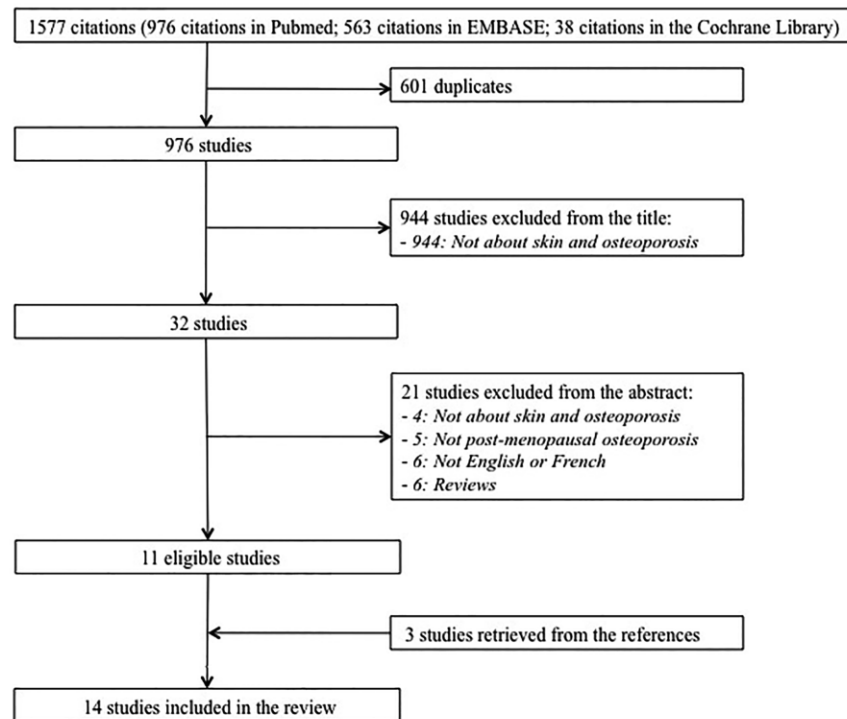 1577 citations (976 citations in Pubmed; 563 citations in EMBASE; 38 citations in the Cochrane Library)
601 duplicates
976 studies
944 studies excluded from the title:
- 944: Not about skin and osteoporosis
32 studies
21 studies excluded from the abstract:
- 4: Not about skin and osteoporosis
- 5: Not post-menopausal osteoporosis
- 6: Not English or French
- 6: Reviews
11 eligible studies
3 studies retrieved from the references
14 studies included in the review